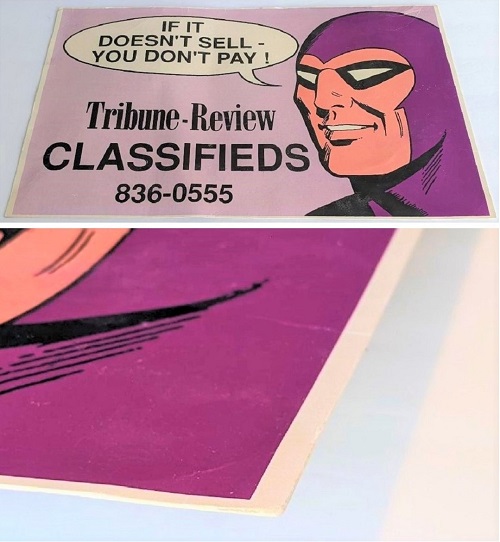 IF IT
DOESN'T SELL -
YOU DON'T PAY !
Tribune-Review
CLASSIFIEDS
836-0555